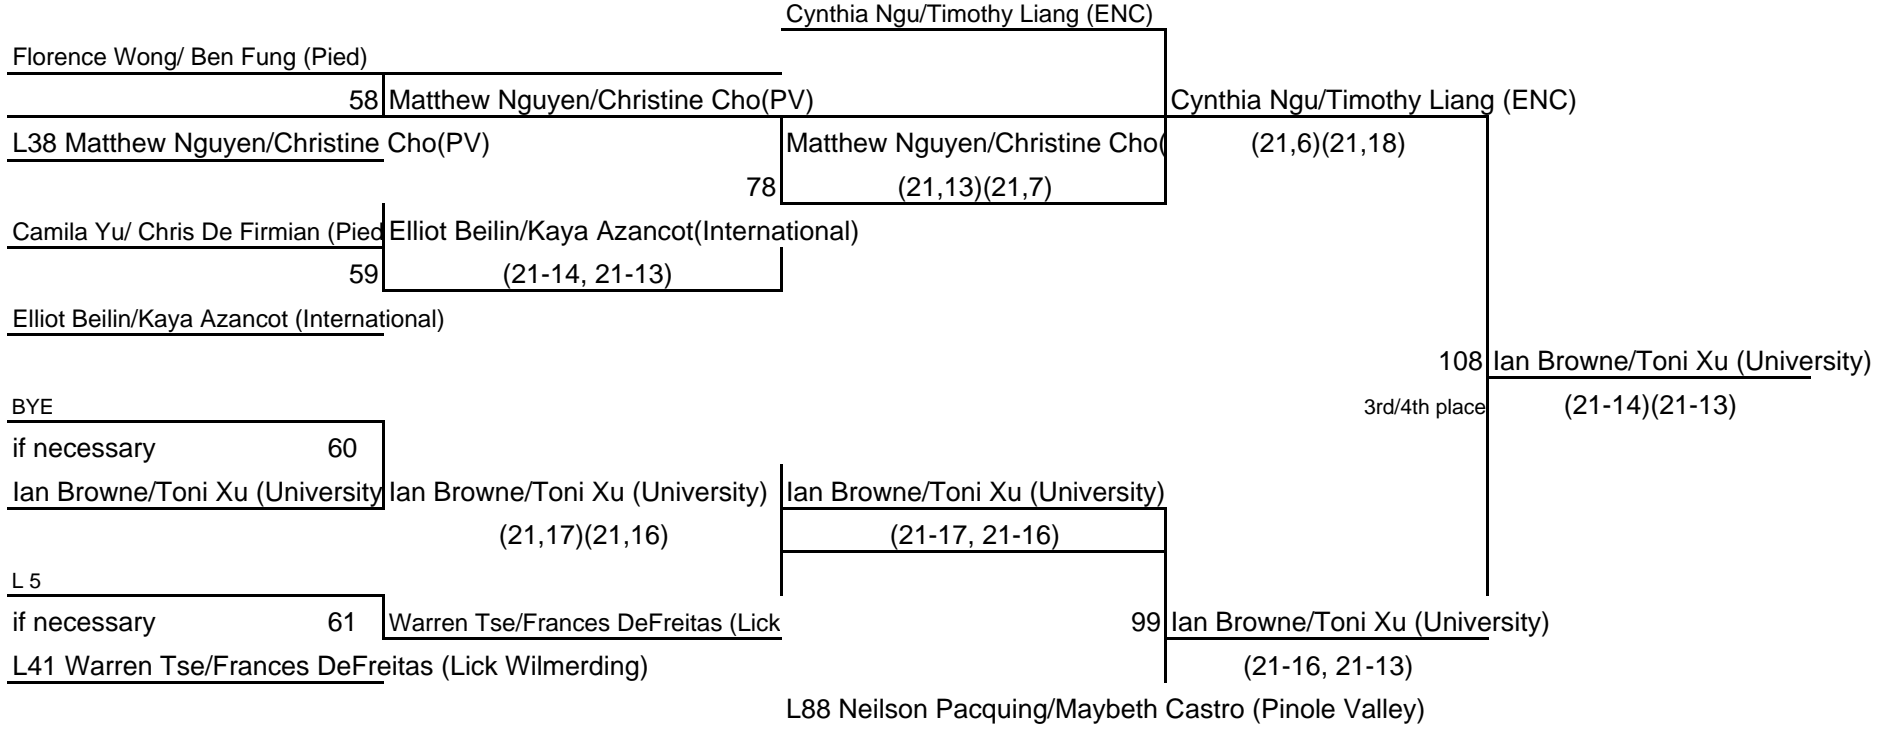 Cynthia Ngu/Timothy Liang (ENC)
Florence Wong/ Ben Fung (Pied)
58 Matthew Nguyen/Christine Cho(PV) Cynthia Ngu/Timothy Liang (ENC)
L38 Matthew Nguyen/Christine Cho(PV) Matthew Nguyen/Christine Cho( (21,6)(21,18)
78 (21,13)(21,7)
Camila Yu/ Chris De Firmian (Pied Elliot Beilin/Kaya Azancot(International)
59 (21-14, 21-13)
Elliot Beilin/Kaya Azancot (International)
108 Ian Browne/Toni Xu (University)
BYE 3rd/4th place (21-14)(21-13)
if necessary 60
Ian Browne/Toni Xu (University Ian Browne/Toni Xu (University) Ian Browne/Toni Xu (University)
(21,17)(21,16) (21-17, 21-16)
L 5
if necessary 61 Warren Tse/Frances DeFreitas (Lick 99 Ian Browne/Toni Xu (University)
L41 Warren Tse/Frances DeFreitas (Lick Wilmerding) (21-16, 21-13)
L88 Neilson Pacquing/Maybeth Castro (Pinole Valley)